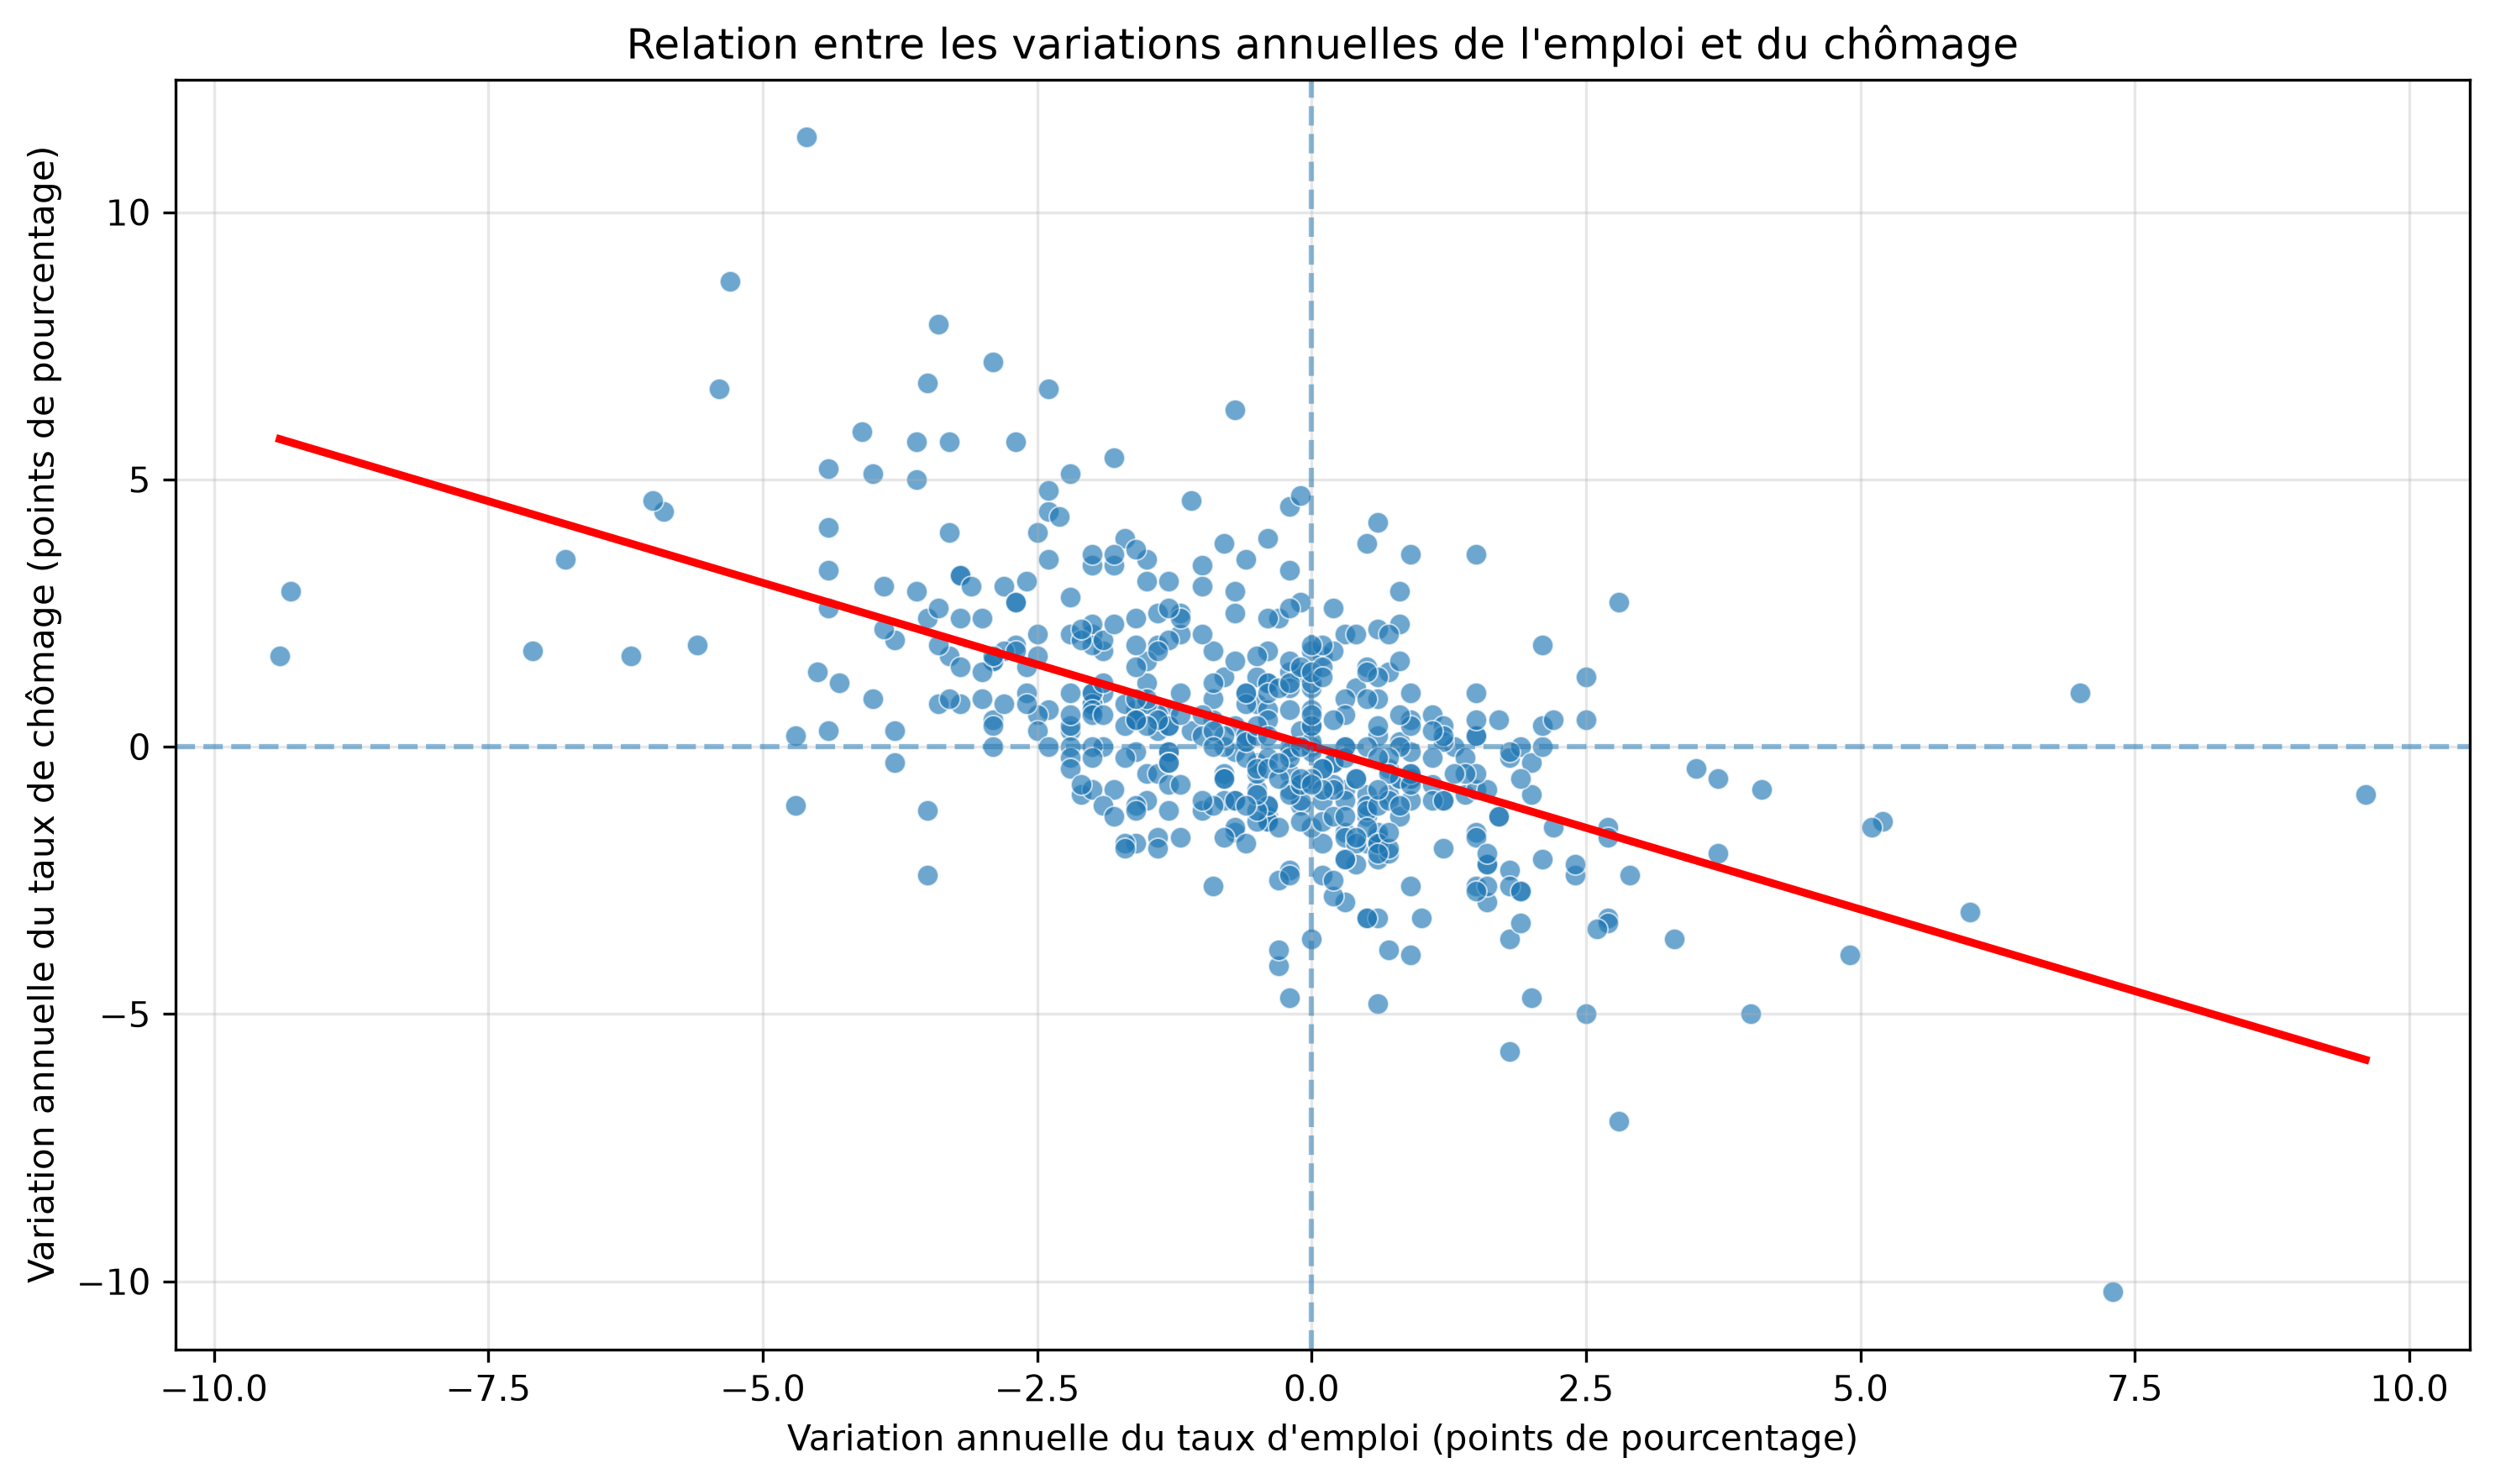 Relation entre les variations annuelles de l'emploi et du chômage
Variation annuelle du taux de chômage (points de pourcentage)
10
5
0
−5
−10
−10.0 −7.5 −5.0 −2.5 0.0 2.5 5.0 7.5 10.0
Variation annuelle du taux d'emploi (points de pourcentage)